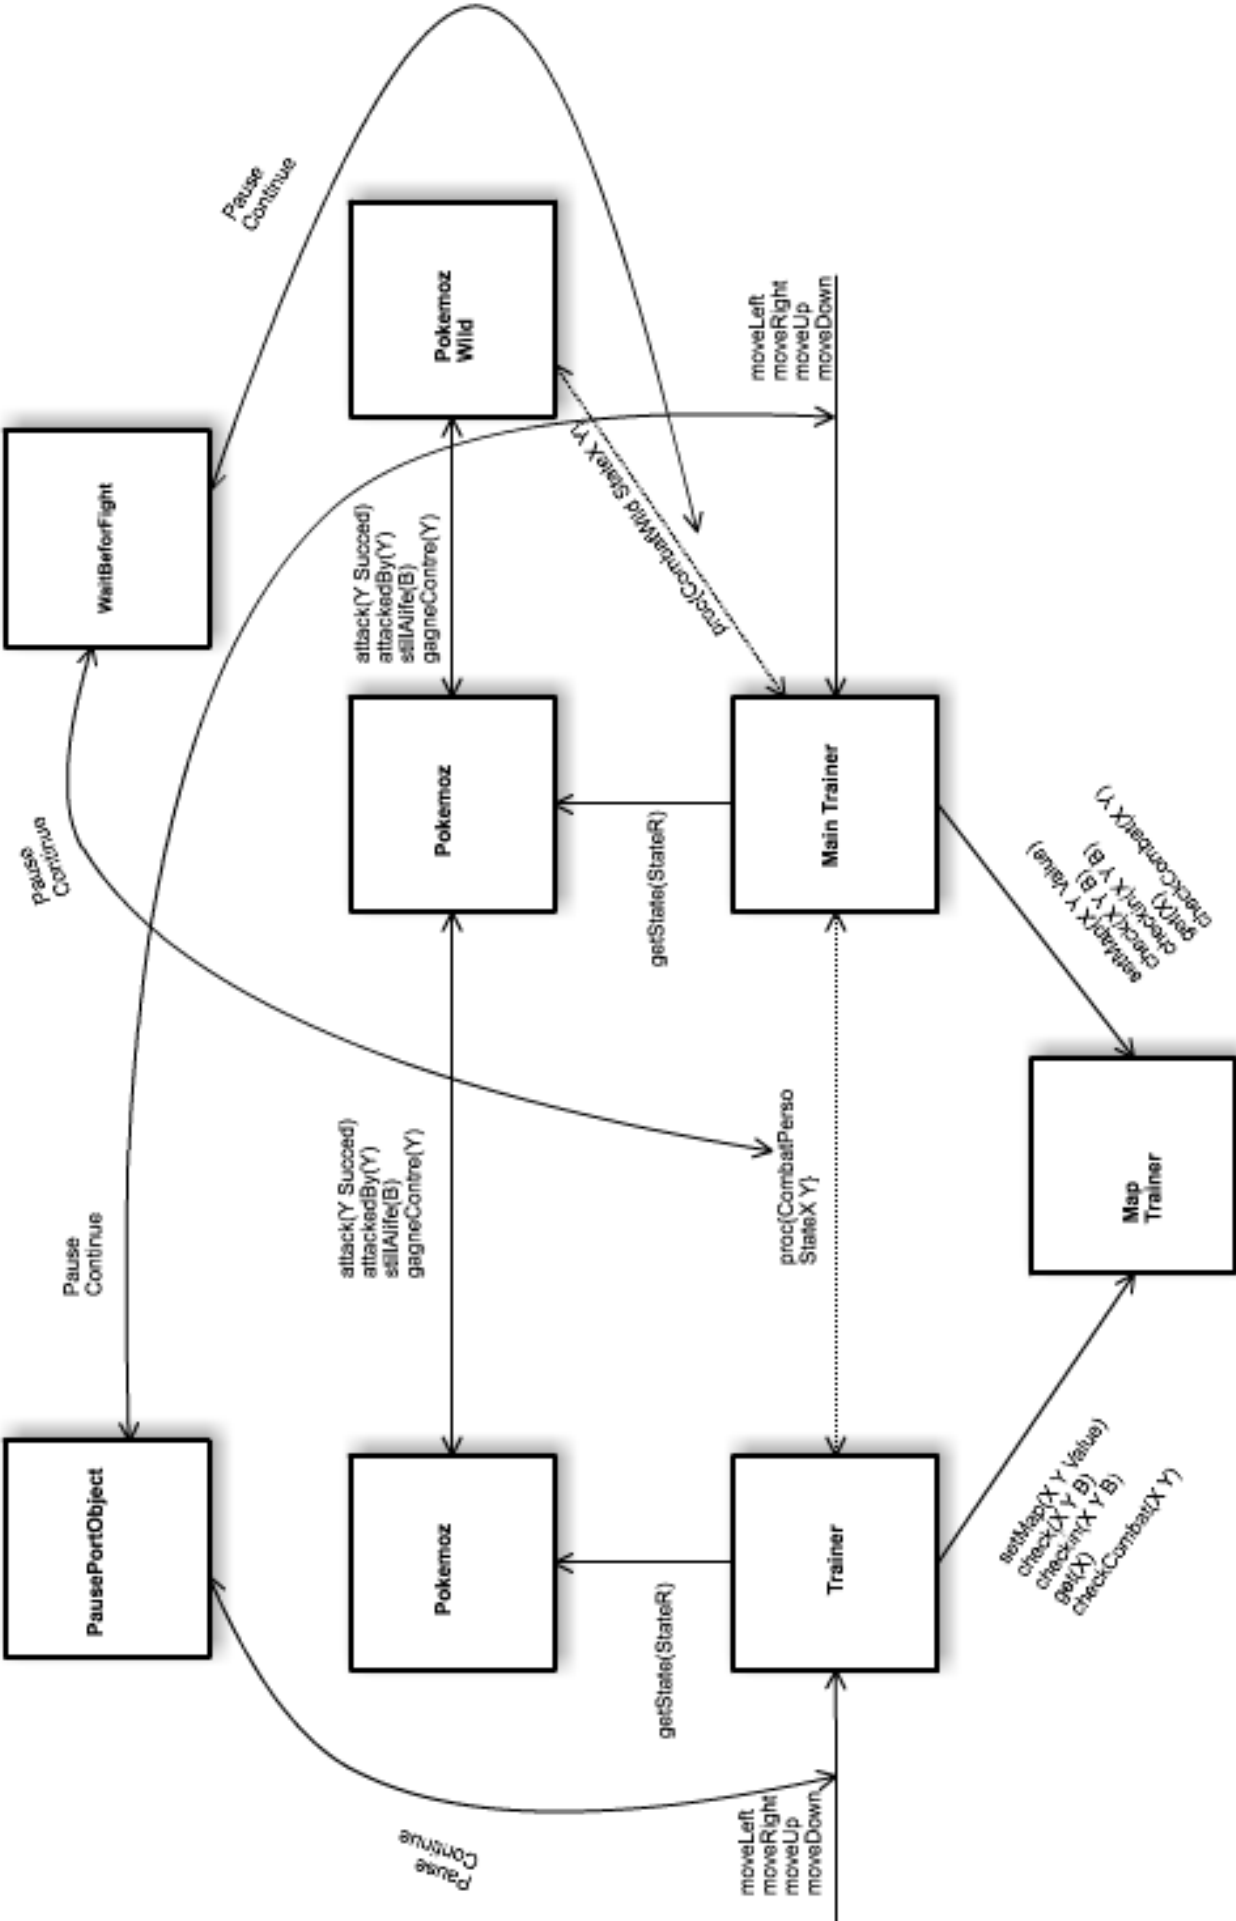 PausePortObject
WaitBeforFight
Pause
Continue
Pause
Continue
Pause
Continue
Pause
Continue
Pokemoz
attack(Y Succed)
attackedBy(Y)
stillAlife(B)
gagneContre(Y)
Pokemoz
attack(Y Succed)
attackedBy(Y)
stillAlife(B)
gagneContre(Y)
Pokemoz
Wild
getState(StateR)
getState(StateR)
proc{CombatWild StateX Y}
moveLeft
moveRight
moveUp
moveDown
Trainer
proc{CombatPerso
StateX Y}
Main Trainer
moveLeft
moveRight
moveUp
moveDown
setMap(X Y Value)
check(X Y B)
checkin(X Y B)
get(X)
checkCombat(X Y)
Map
Trainer
setMap(X Y Value)
check(X Y B)
checkin(X Y B)
get(X)
checkCombat(X Y)